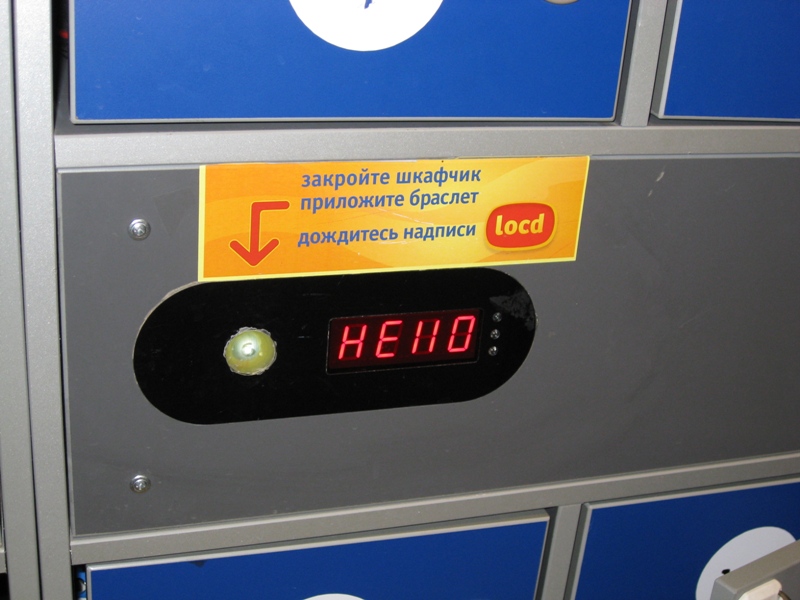 закройте шкафчик
приложите браслет
дождитесь надписи locd
HEllO